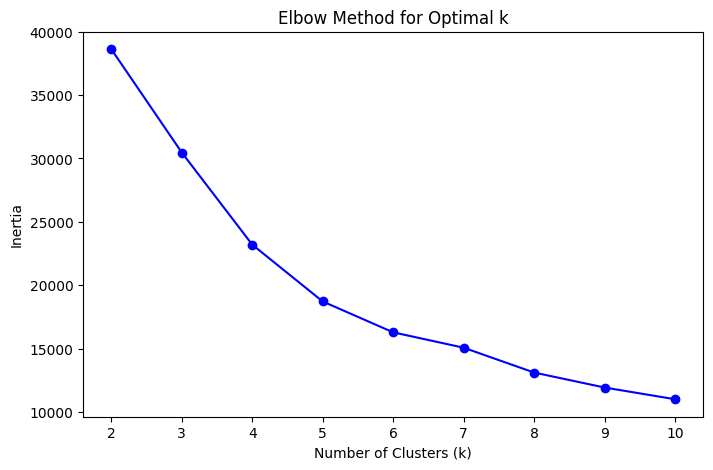 Elbow Method for Optimal k
40000
35000
30000
25000
20000
15000
10000
Inertia
2 3 4 5 6 7 8 9 10
Number of Clusters (k)